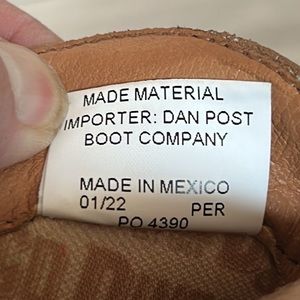 MADE MATERIAL
IMPORTER: DAN POST
BOOT COMPANY
MADE IN MEXICO
01/22 PER
PO 4390